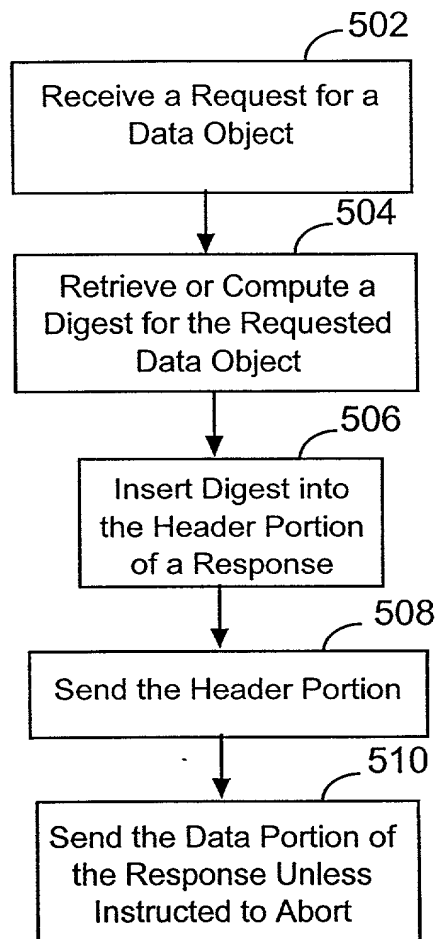 502
Receive a Request for a
Data Object
504
Retrieve or Compute a
Digest for the Requested
Data Object
506
Insert Digest into
the Header Portion
of a Response
508
Send the Header Portion
510
Send the Data Portion of
the Response Unless
Instructed to Abort